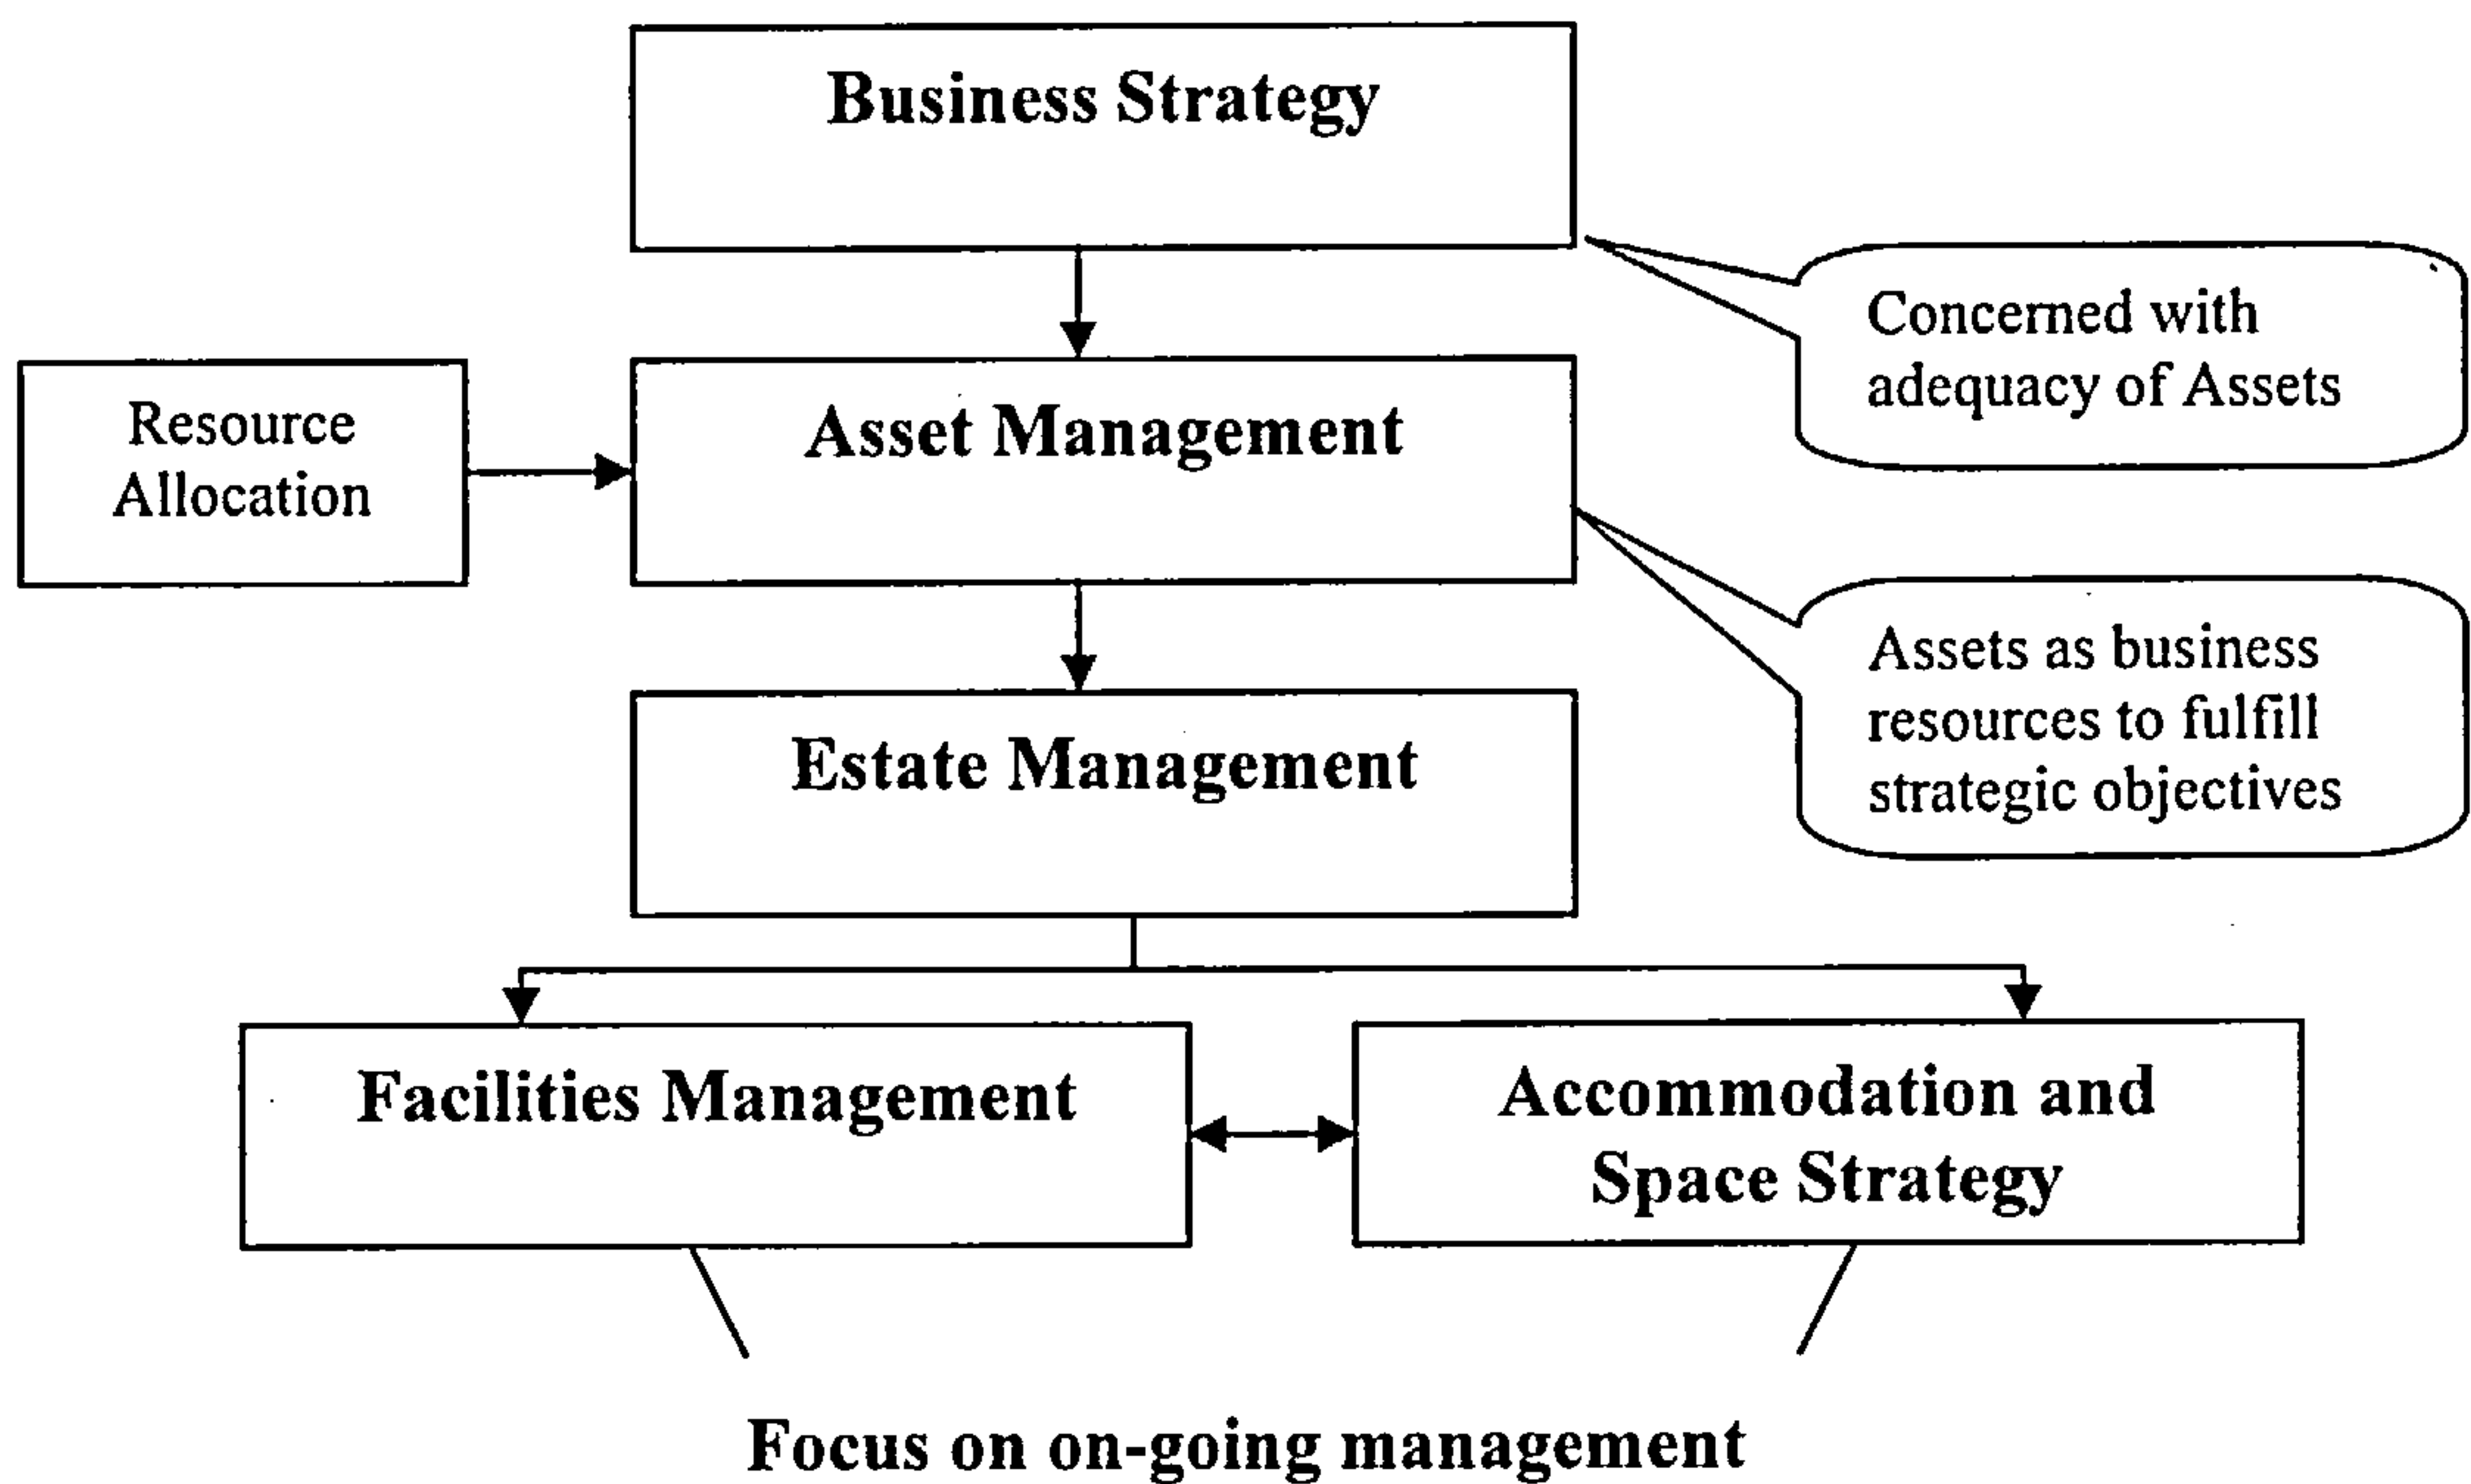 Business Strategy
Concerned with
adequacy of Assets
Resource
Allocation
Asset Management
Assets as business
resources to fulfill
strategic objectives
Estate Management
Facilities Management
Accommodation and
Space Strategy
Focus on on-going management